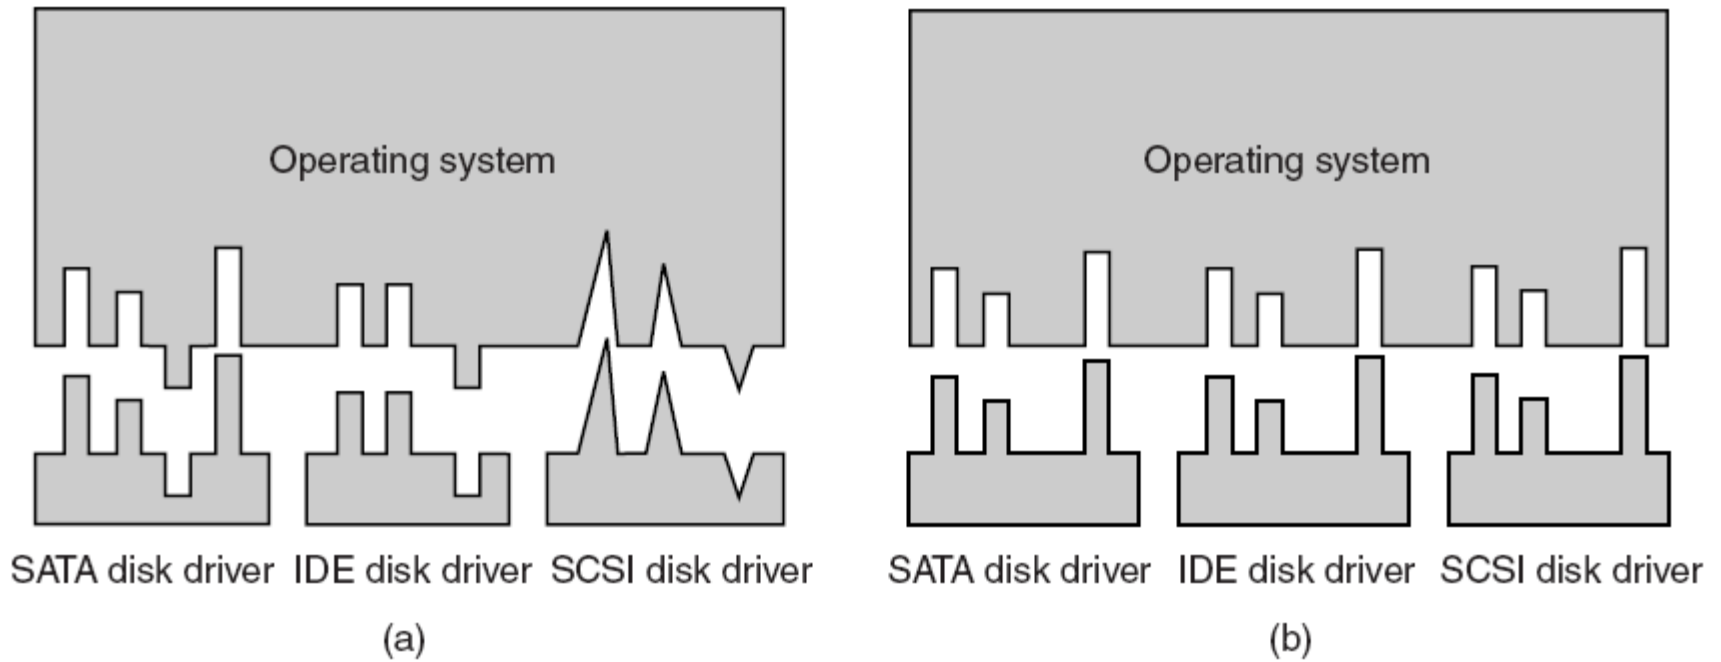 Operating system
Operating system
SATA disk driver IDE disk driver SCSI disk driver
SATA disk driver IDE disk driver SCSI disk driver
(a)
(b)